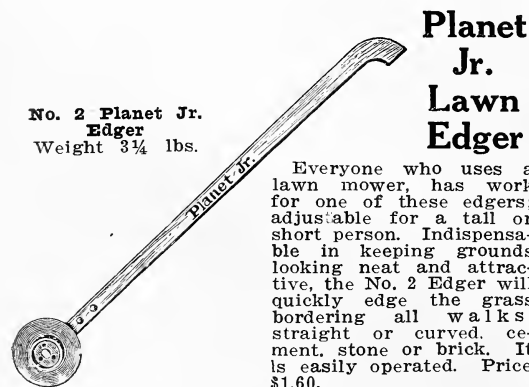 Planet
Jr.
Lawn
Edger
No. 2 Planet Jr.
Edger
Weight 3¼ lbs.
Planet Jr.
Everyone who uses a
lawn mower, has work
for one of these edgers;
adjustable for a tall or
short person. Indispensa-
ble in keeping grounds
looking neat and attrac-
tive, the No. 2 Edger will
quickly edge the grass
bordering all walks,
straight or curved, ce-
ment, stone or brick. It
is easily operated. Price
$1.60.